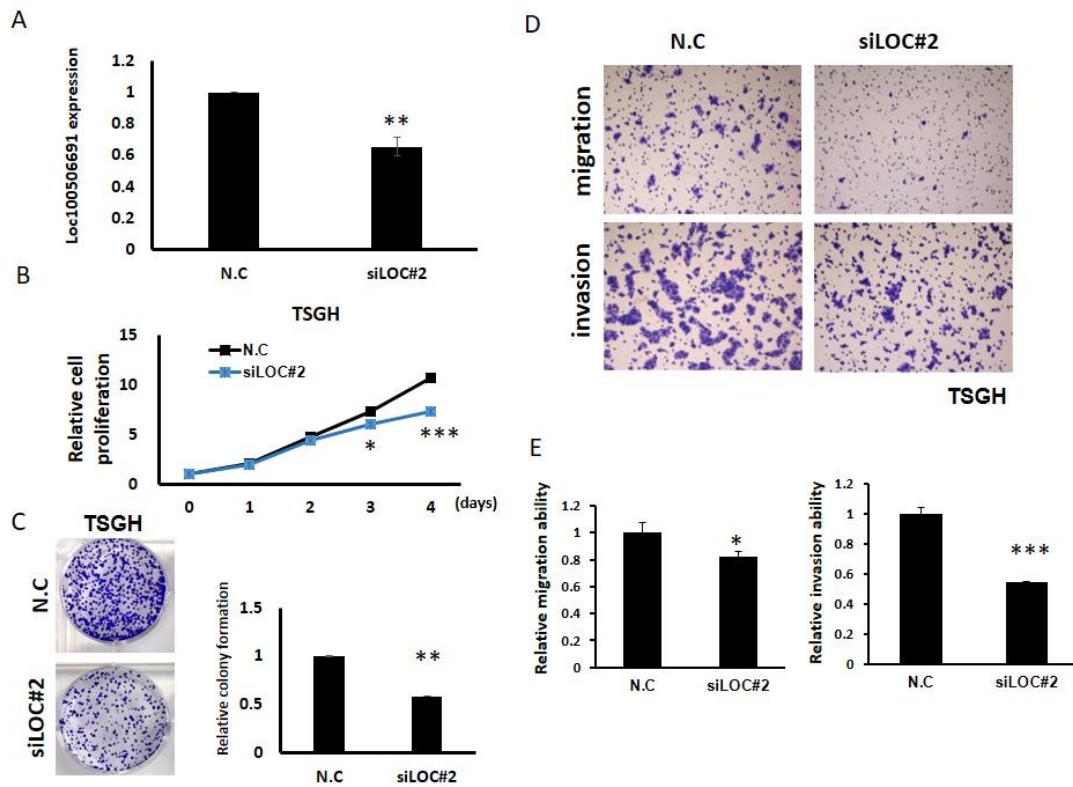 A
Loc100506691 expression
1.2
1
0.8
0.6
0.4
0.2
0
**
N.C
siLOC#2
B
TSGH
Relative cell
proliferation
15
10
5
0
N.C
siLOC#2
*
***
0 1 2 3 4 (days)
C
TSGH
N.C
siLOC#2
Relative colony formation
1.5
1
0.5
0
**
N.C
siLOC#2
D
N.C
siLOC#2
migration
invasion
TSGH
E
Relative migration ability
1.2
1
0.8
0.6
0.4
0.2
0
*
N.C
siLOC#2
Relative invasion ability
1.2
1
0.8
0.6
0.4
0.2
0
***
N.C
siLOC#2